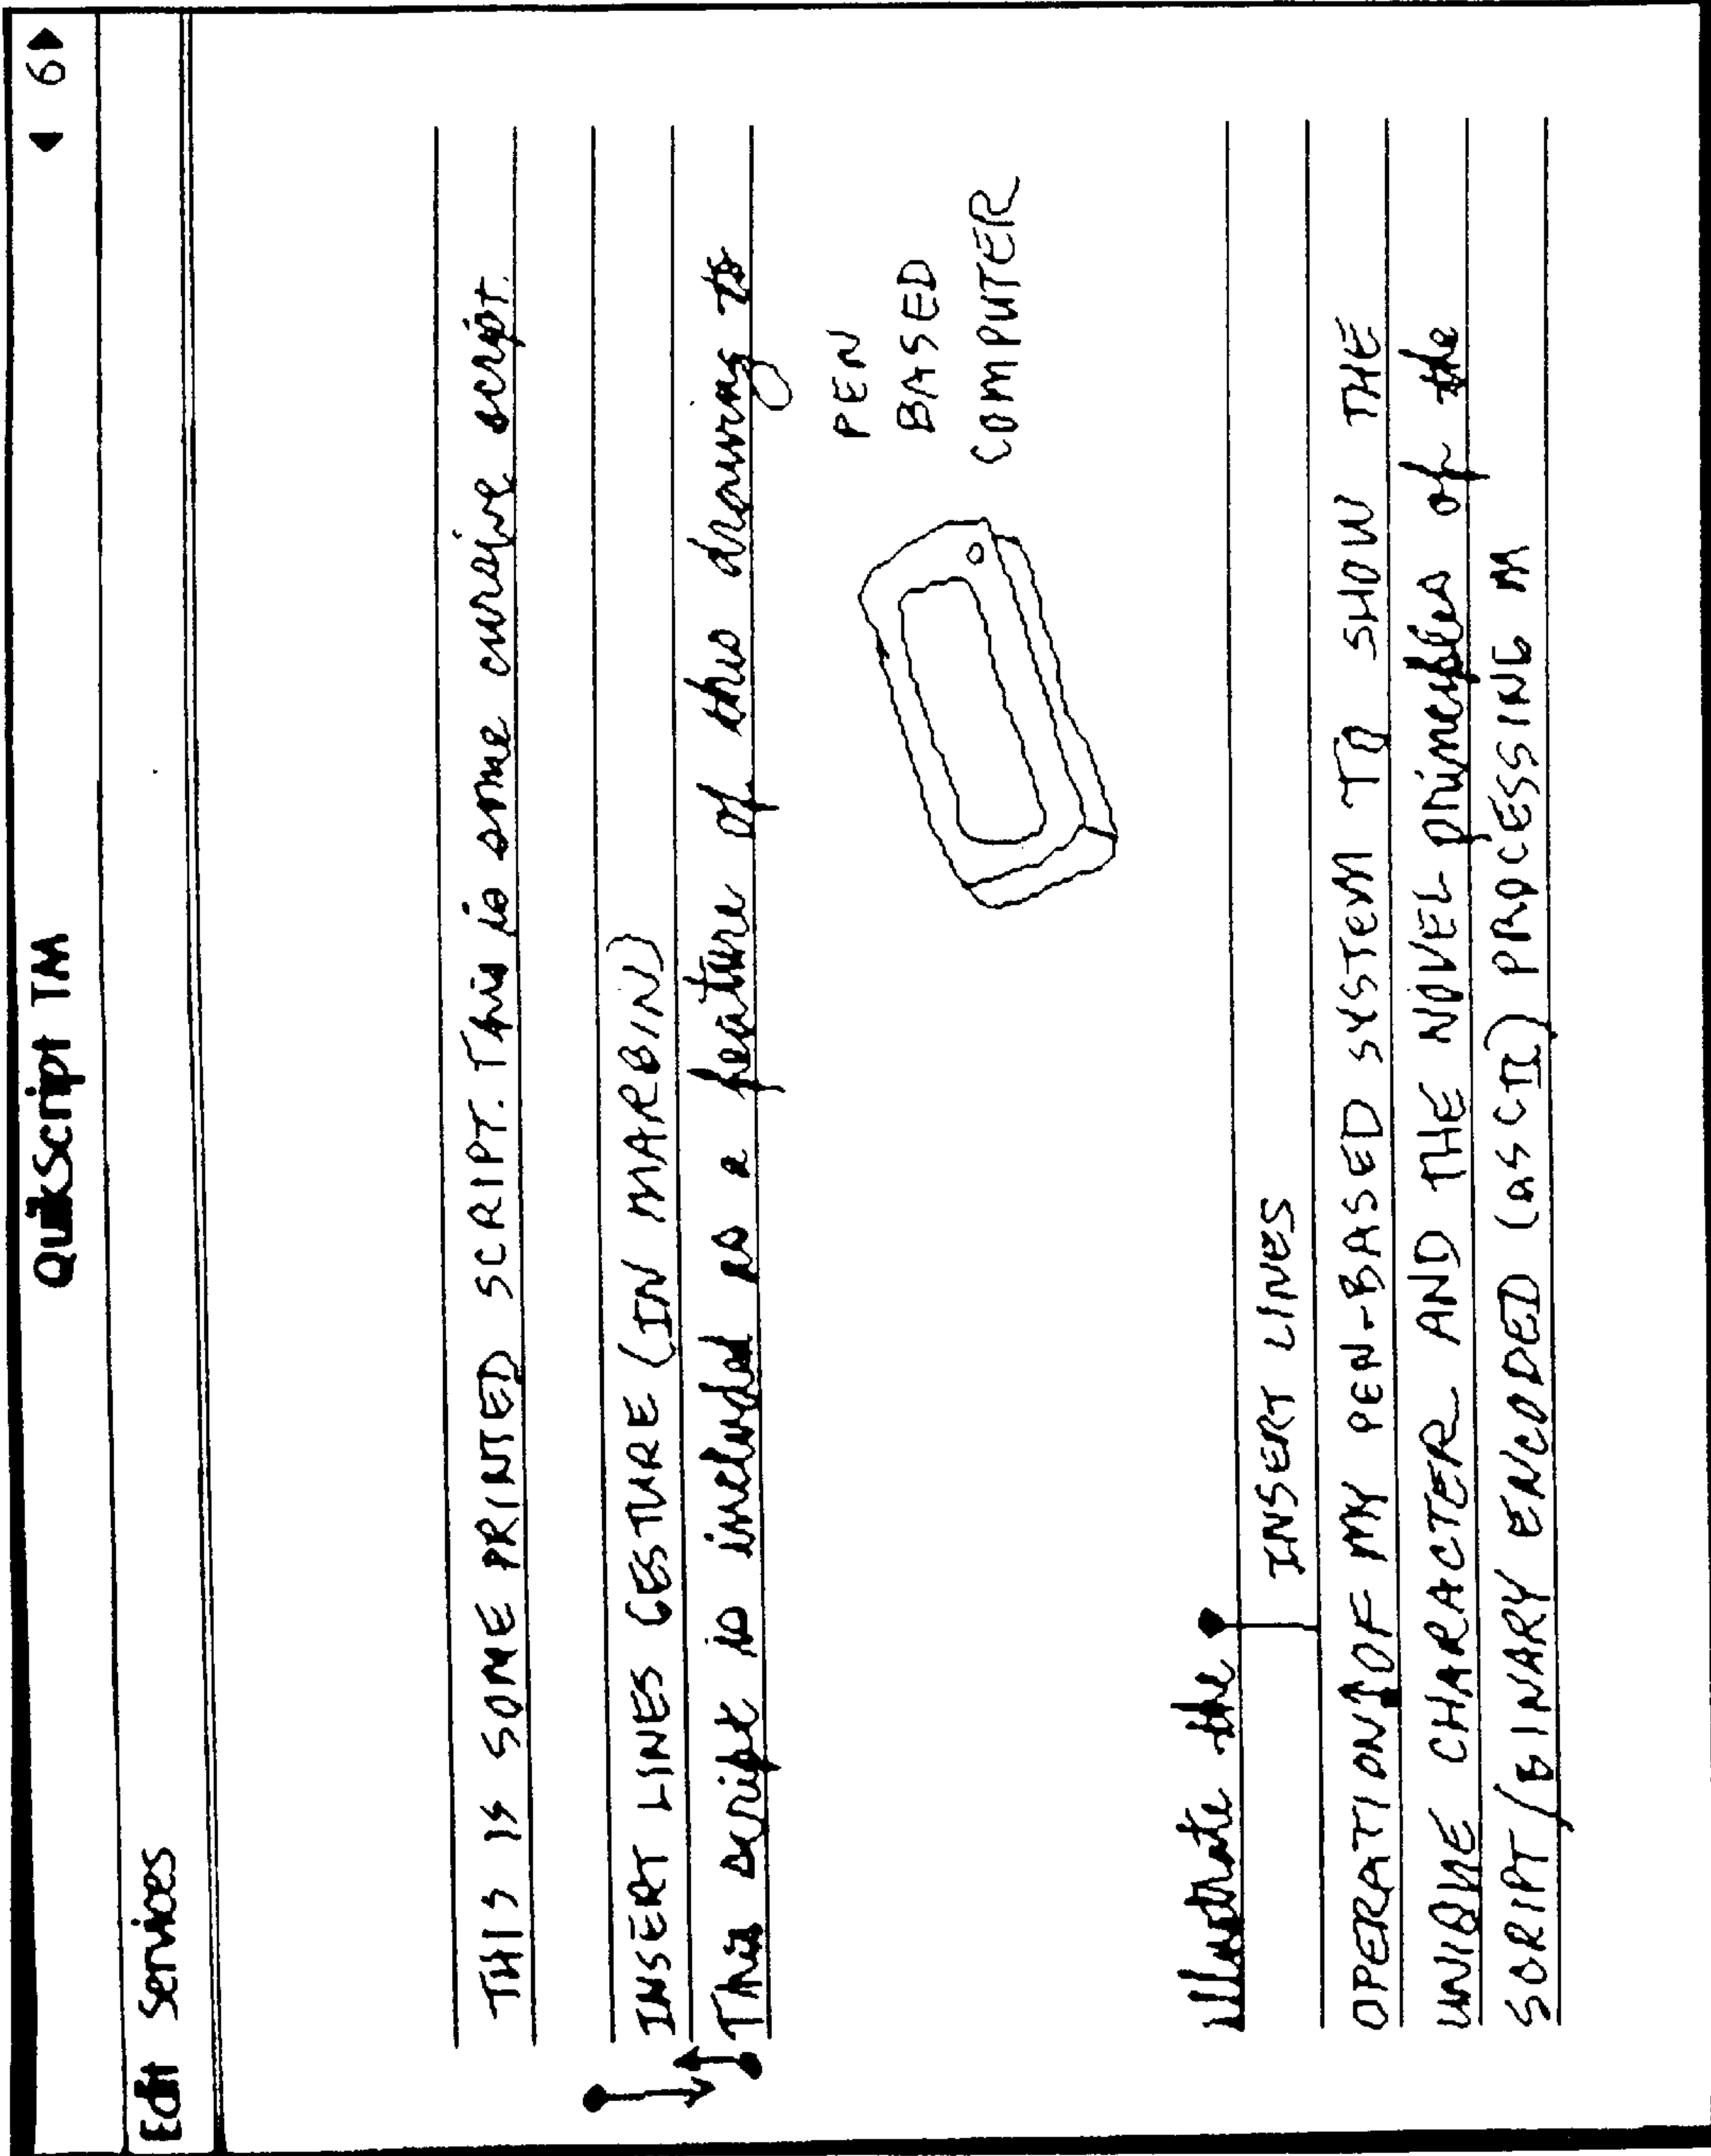 QuikScript TM
◄ 6 ►
Edit Services
THIS IS SOME PRINTED SCRIPT. This is some cursive script.
INSERT LINES GESTURE (IN MARGIN)
This script is included as a feature of this drawing to
PEN
BASED
COMPUTER
illustrate the
INSERT LINES
OPERATION OF MY PEN-BASED SYSTEM TO SHOW THE
UNIQUE CHARACTER AND THE NOVEL principles of the
SCRIPT/BINARY ENCODED (ASCII) PROCESSING M